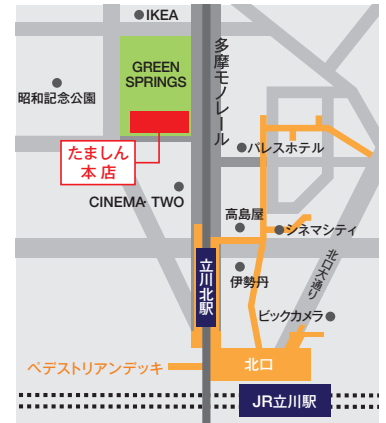 IKEA
GREEN
SPRINGS
多摩モノレール
昭和記念公園
たましん
本店
パレスホテル
CINEMA・TWO
高島屋
シネマシティ
立川北駅
伊勢丹
北口大通り
ビックカメラ
ペデストリアンデッキ
北口
JR立川駅